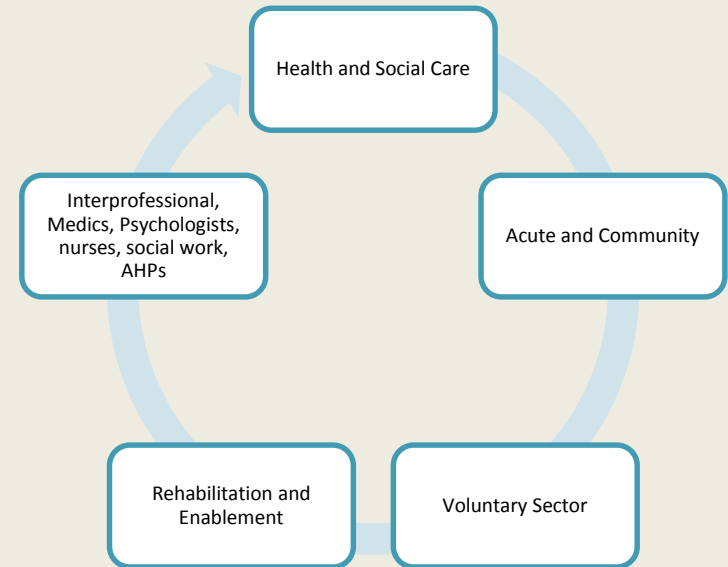 Health and Social Care
Acute and Community
Voluntary Sector
Rehabilitation and
Enablement
Interprofessional,
Medics, Psychologists,
nurses, social work,
AHPs